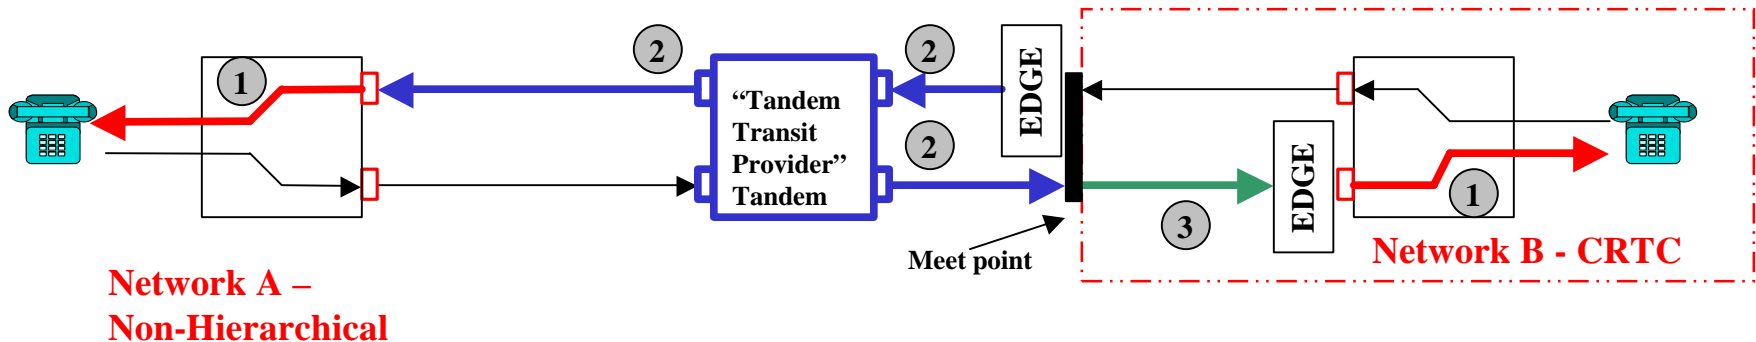 1
2
2
EDGE
“Tandem
Transit
Provider”
Tandem
2
3
EDGE
1
Meet point
Network B - CRTC
Network A –
Non-Hierarchical